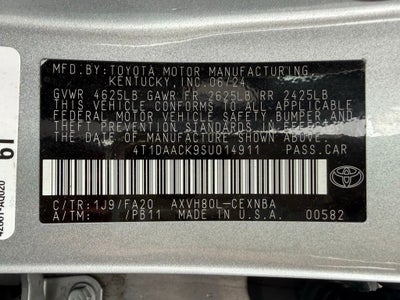 MFD.BY:TOYOTA MOTOR MANUFACTURING
KENTUCKY, INC. 06/24
GVWR 4625LB GAWR FR 2625LB RR 2425LB
THIS VEHICLE CONFORMS TO ALL APPLICABLE
FEDERAL MOTOR VEHICLE SAFETY, BUMPER, AND
THEFT PREVENTION STANDARDS IN EFFECT ON
THE DATE OF MANUFACTURE SHOWN ABOVE.
4T1DAACK9SU014911 PASS.CAR
C/TR:1J9/FA20 AXVH80L-CEXNBA
A/TM: /PB11 MADE IN U.S.A. 00582
TOYOTA